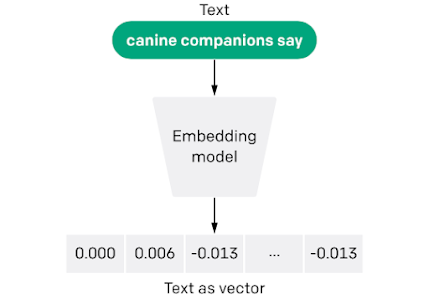 Text
canine companions say
Embedding
model
0.000 0.006 -0.013 ... -0.013
Text as vector